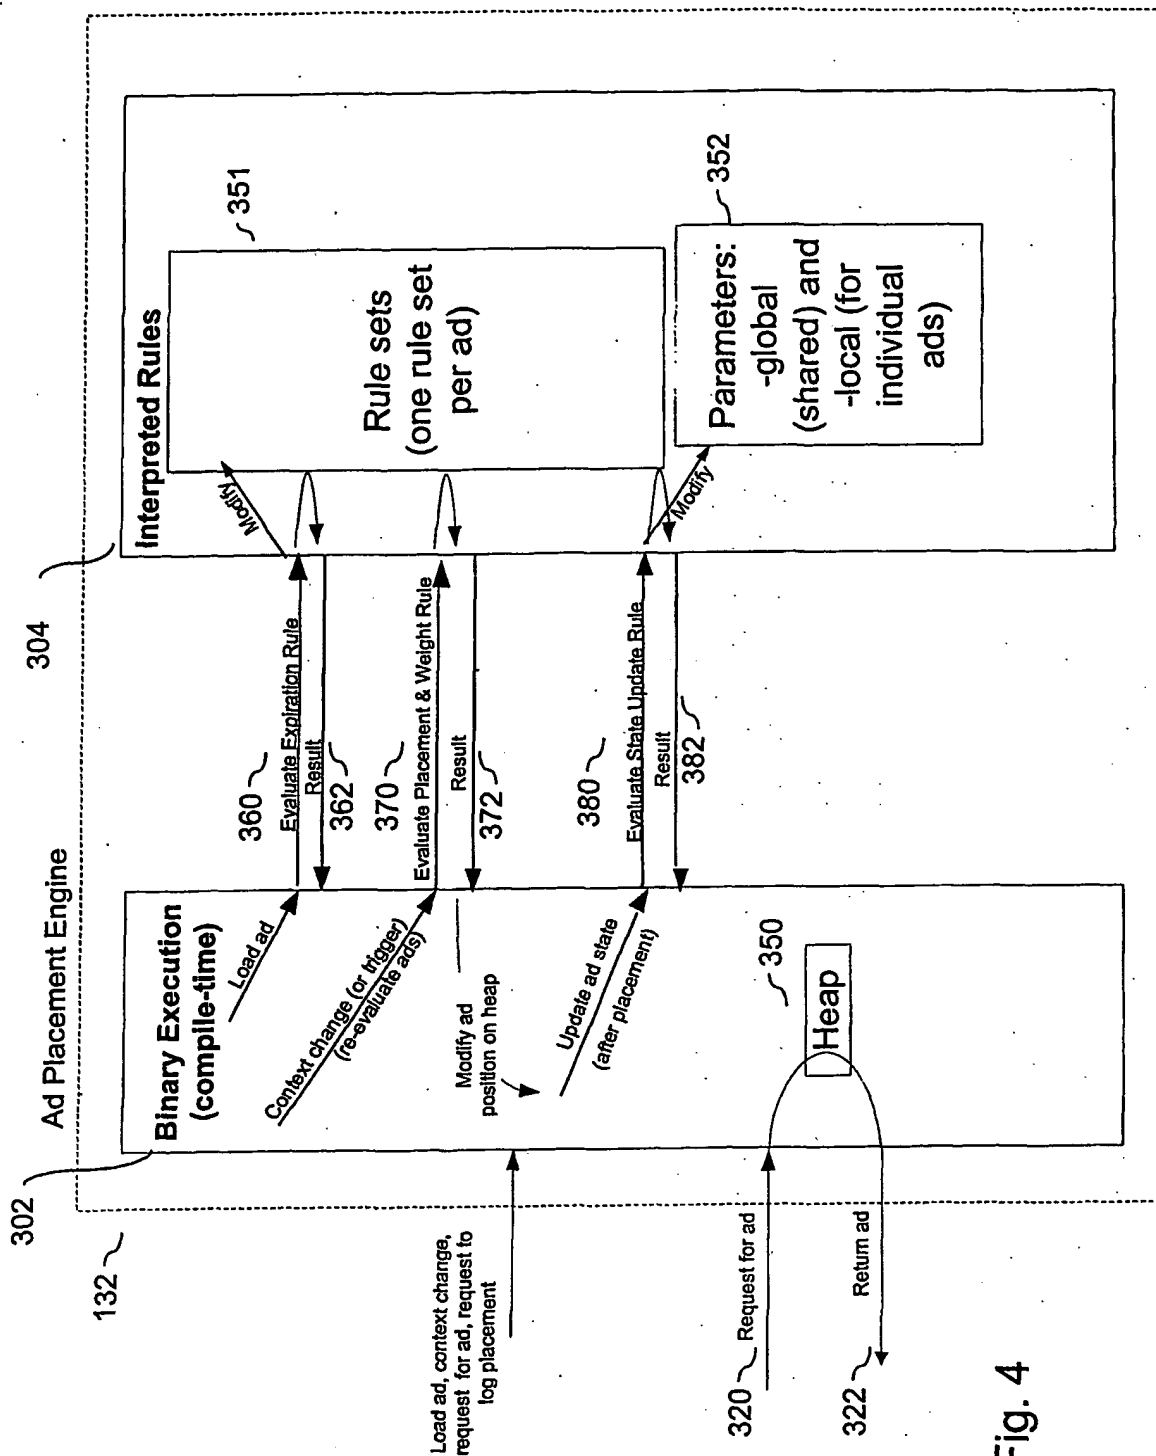 Ad Placement Engine
132
302
304
Binary Execution
(compile-time)
Interpreted Rules
Load ad
360
Evaluate Expiration Rule
Result
362
Modify
351
Rule sets
(one rule set
per ad)
Context change (or trigger)
(re-evaluate ads)
370
Evaluate Placement & Weight Rule
Result
372
Modify ad
position on heap
Load ad, context change,
request for ad, request to
log placement
Update ad state
(after placement)
380
Evaluate State Update Rule
Result
382
Modify
352
Parameters:
-global
(shared) and
-local (for
individual
ads)
320
Request for ad
350
Heap
322
Return ad
Fig. 4